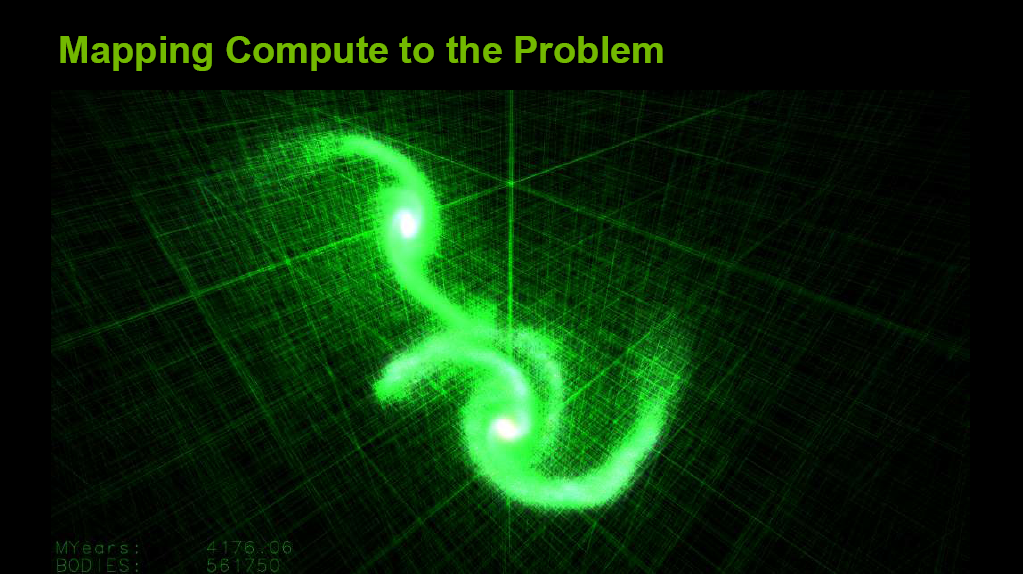 Mapping Compute to the Problem
MYears: 4176.06
BODIES: 561750